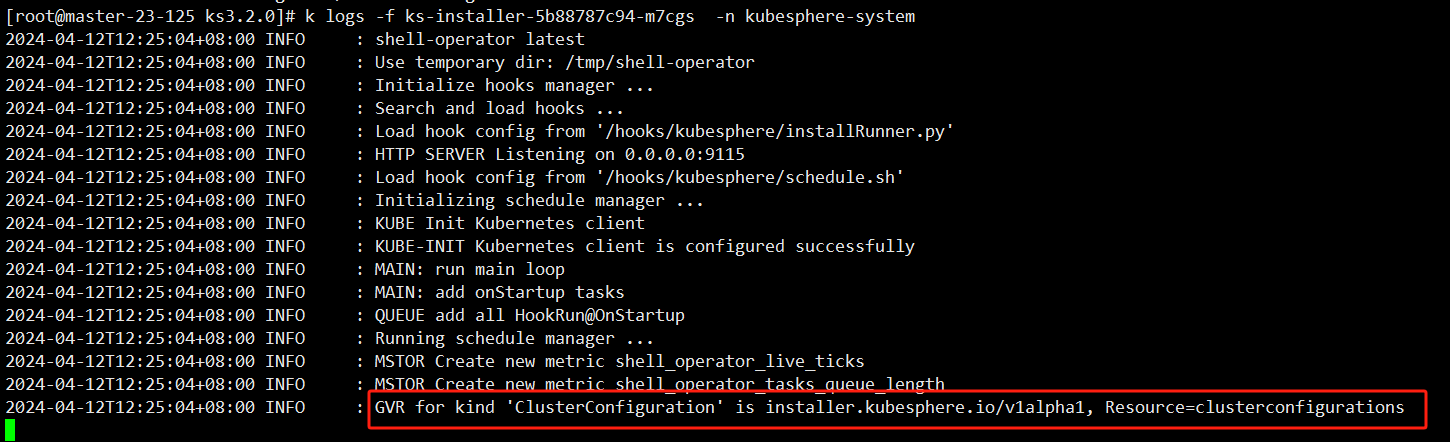 [root@master-23-125 ks3.2.0]# k logs -f ks-installer-5b88787c94-m7cgs  -n kubesphere-system
2024-04-12T12:25:04+08:00 INFO     : shell-operator latest
2024-04-12T12:25:04+08:00 INFO     : Use temporary dir: /tmp/shell-operator
2024-04-12T12:25:04+08:00 INFO     : Initialize hooks manager ...
2024-04-12T12:25:04+08:00 INFO     : Search and load hooks ...
2024-04-12T12:25:04+08:00 INFO     : Load hook config from '/hooks/kubesphere/installRunner.py'
2024-04-12T12:25:04+08:00 INFO     : HTTP SERVER Listening on 0.0.0.0:9115
2024-04-12T12:25:04+08:00 INFO     : Load hook config from '/hooks/kubesphere/schedule.sh'
2024-04-12T12:25:04+08:00 INFO     : Initializing schedule manager ...
2024-04-12T12:25:04+08:00 INFO     : KUBE Init Kubernetes client
2024-04-12T12:25:04+08:00 INFO     : KUBE-INIT Kubernetes client is configured successfully
2024-04-12T12:25:04+08:00 INFO     : MAIN: run main loop
2024-04-12T12:25:04+08:00 INFO     : MAIN: add onStartup tasks
2024-04-12T12:25:04+08:00 INFO     : QUEUE add all HookRun@OnStartup
2024-04-12T12:25:04+08:00 INFO     : Running schedule manager ...
2024-04-12T12:25:04+08:00 INFO     : MSTOR Create new metric shell_operator_live_ticks
2024-04-12T12:25:04+08:00 INFO     : MSTOR Create new metric shell_operator_tasks_queue_length
2024-04-12T12:25:04+08:00 INFO     : GVR for kind 'ClusterConfiguration' is installer.kubesphere.io/v1alpha1, Resource=clusterconfigurations